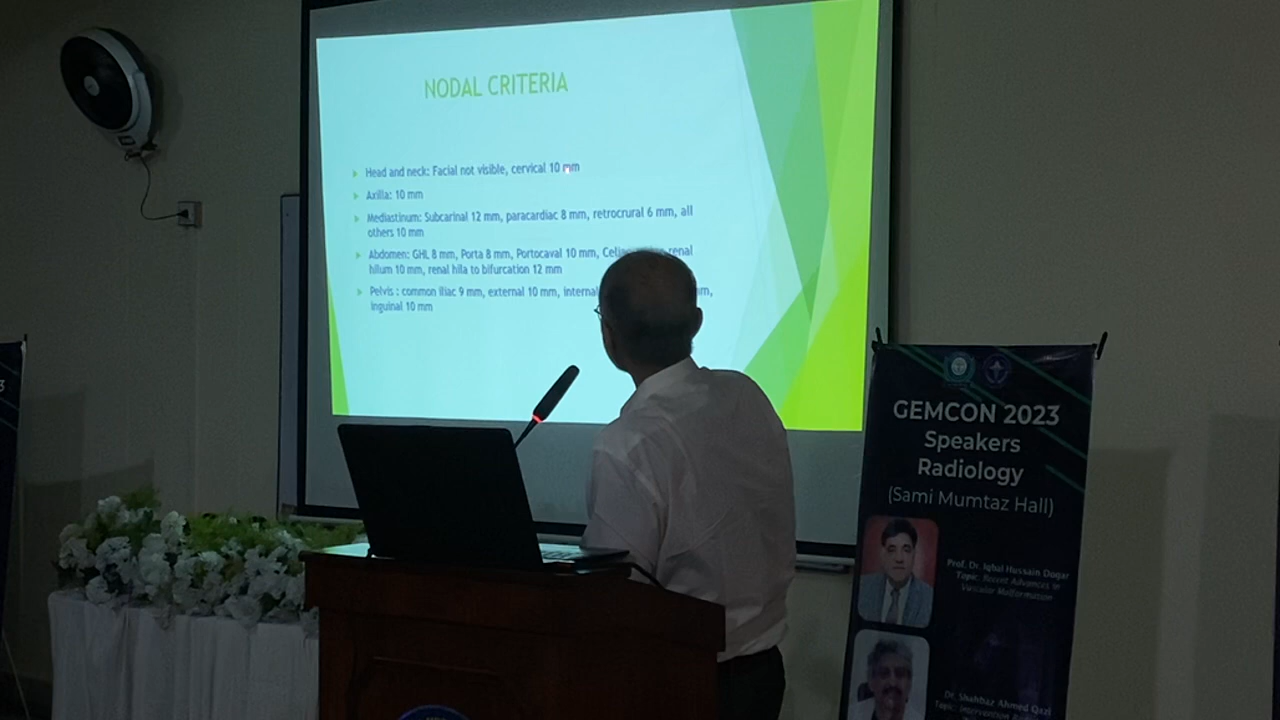 NODAL CRITERIA
Head and neck: Facial not visible, cervical 10 mm
Axilla: 10 mm
Mediastinum: Subcarinal 12 mm, paracardiac 8 mm, retrocrural 6 mm, all
others 10 mm
Abdomen: GHL 8 mm, Porta 8 mm, Portocaval 10 mm, renal
hilum 10 mm, renal hila to bifurcation 12 mm
Pelvis : common iliac 9 mm, external 10 mm, internal mm,
inguinal 10 mm
GEMCON 2023
Speakers
Radiology
(Sami Mumtaz Hall)
Prof. Dr. Iqbal Hussain Dogar
Topic: Recent Advances in
Vascular Malformation
Dr. Shahbaz Ahmed Qazi
Topic:
3